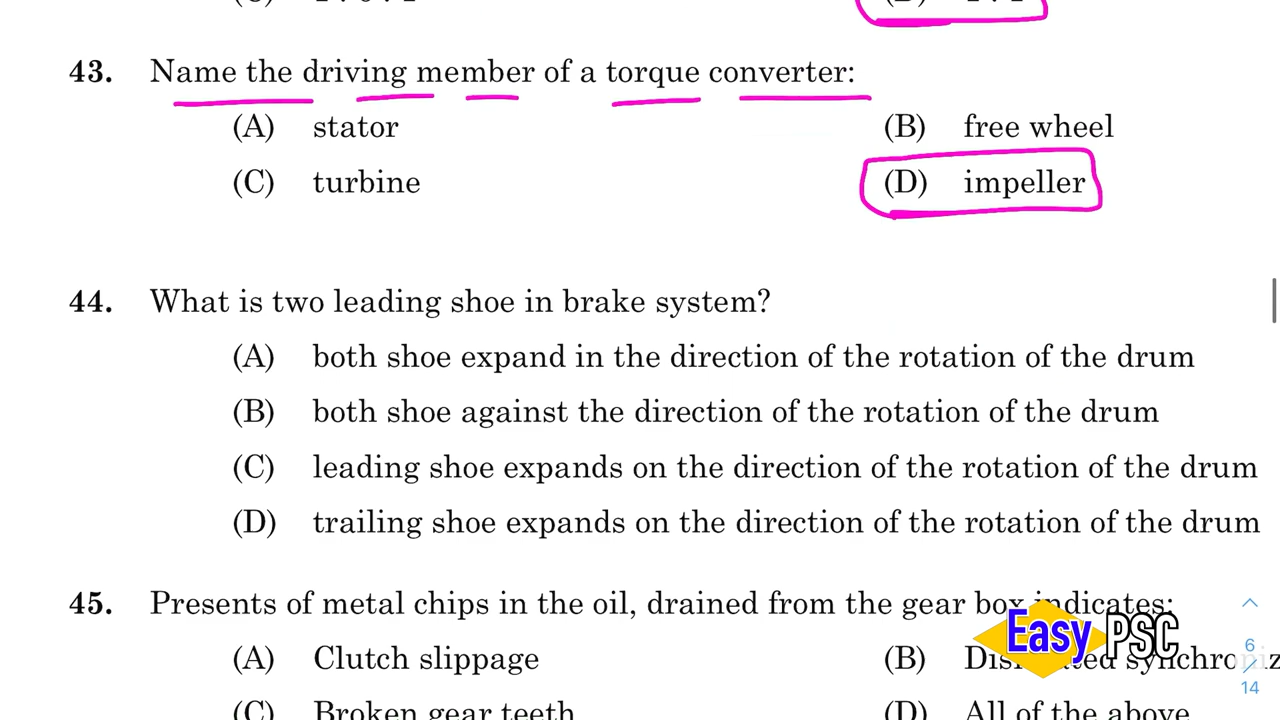 43. Name the driving member of a torque converter:
(A) stator (B) free wheel
(C) turbine (D) impeller
44. What is two leading shoe in brake system?
(A) both shoe expand in the direction of the rotation of the drum
(B) both shoe against the direction of the rotation of the drum
(C) leading shoe expands on the direction of the rotation of the drum
(D) trailing shoe expands on the direction of the rotation of the drum
45. Presents of metal chips in the oil, drained from the gear box indicates:
(A) Clutch slippage (B)
(C) Broken gear teeth (D) All of the above
Easy PSC
6
14